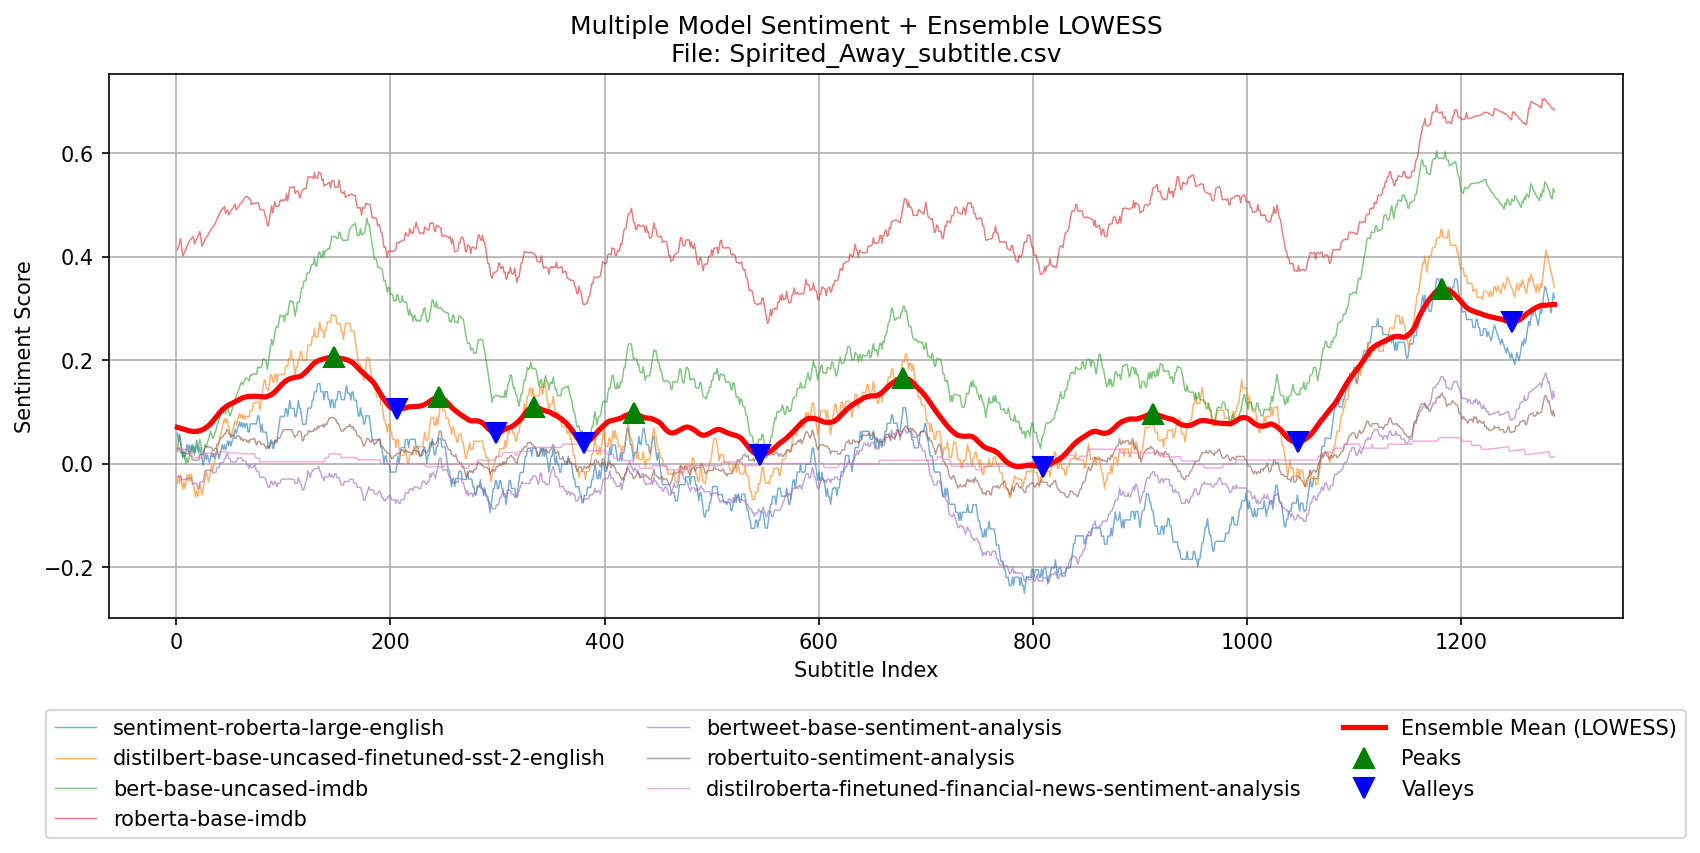 Multiple Model Sentiment + Ensemble LOWESS
File: Spirited_Away_subtitle.csv
Sentiment Score
0.6
0.4
0.2
0.0
−0.2
0 200 400 600 800 1000 1200
Subtitle Index
sentiment-roberta-large-english
distilbert-base-uncased-finetuned-sst-2-english
bert-base-uncased-imdb
roberta-base-imdb
bertweet-base-sentiment-analysis
robertuito-sentiment-analysis
distilroberta-finetuned-financial-news-sentiment-analysis
Ensemble Mean (LOWESS)
Peaks
Valleys